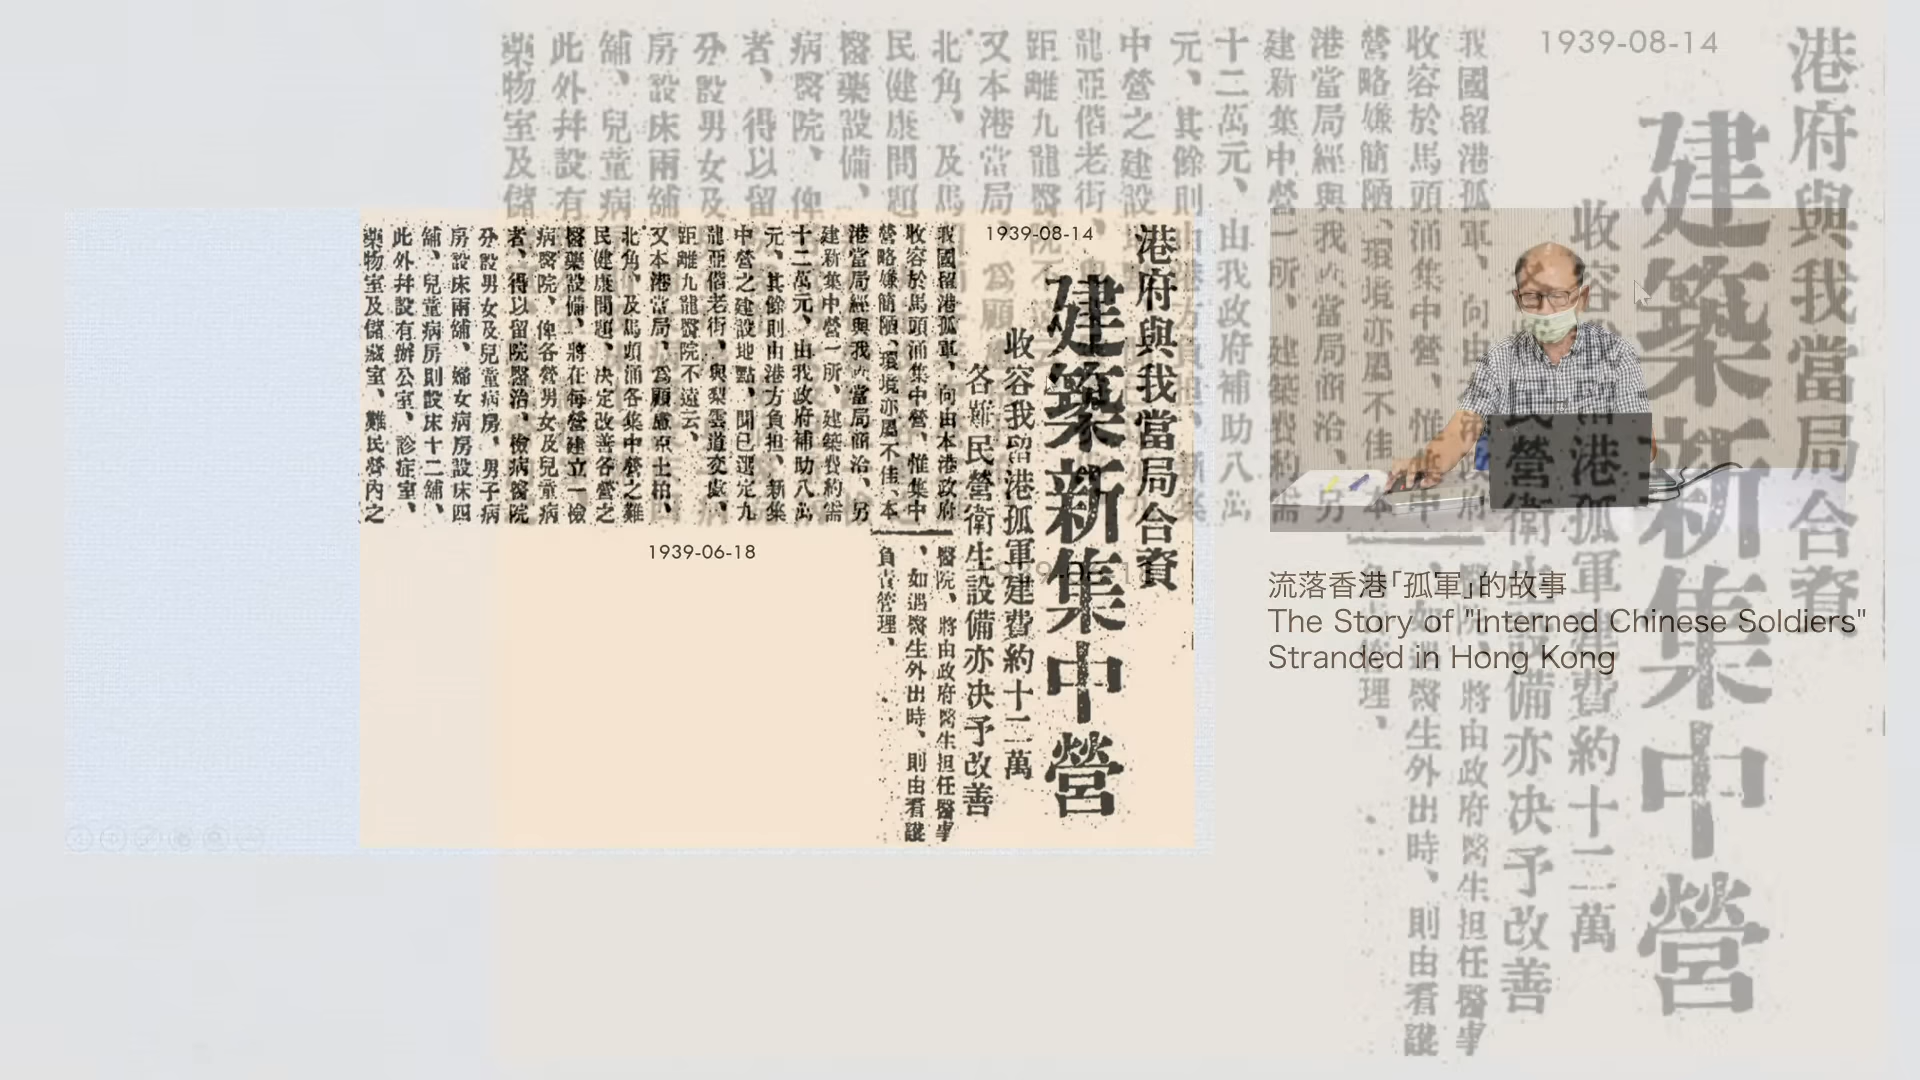 港府與我當局合資
建築新集中營
收容我留港孤軍建費約十二萬
各難民營衛生設備亦决予改善
1939-08-14
我國留港孤軍、向由本港政府
收容於馬頭涌集中營、惟集中
營略嫌簡陋、環境亦屬不佳、本
港當局經與我當局商洽、另
建新集中營一所、建築費約需
十二萬元、由我政府補助八萬
元、其餘則由港方負担、新集
中營之建設地點、聞已選定九
龍亞偕老街、與梨雲道交處、
距離九龍醫院不遠云、
又本港當局、爲顧慮京士柏、
北角、及馬頭涌各集中營之難
民健康問題、决定改善各營之
醫藥設備、將在每營建立一檢
病醫院、俾各營男女及兒童病
者、得以留院醫治、檢病醫院
分設男女及兒童病房、男子病
房設床兩舖、婦女病房設床四
舖、兒童病房則設床十二舖、
此外幷設有辦公室、診症室、
藥物室及儲藏室、難民營內之
醫院、將由政府醫生担任醫事
、如遇醫生外出時、則由看護
負責管理、
1939-06-18
流落香港「孤軍」的故事
The Story of "Interned Chinese Soldiers"
Stranded in Hong Kong